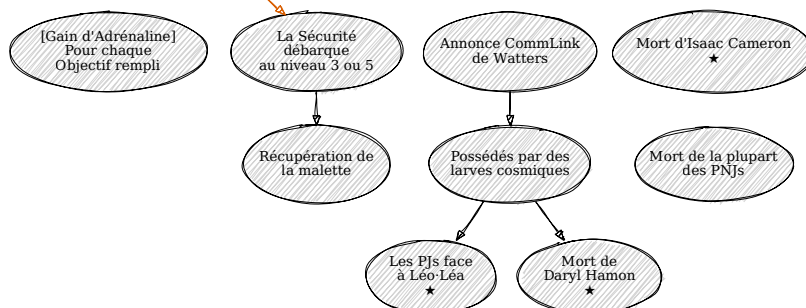 [Gain d'Adrénaline]
Pour chaque
Objectif rempli
La Sécurité
débarque
au niveau 3 ou 5
Annonce CommLink
de Watters
Mort d'Isaac Cameron
★
Récupération de
la malette
Possédés par des
larves cosmiques
Mort de la plupart
des PNJs
Les PJs face
à Léo·Léa
★
Mort de
Daryl Hamon
★